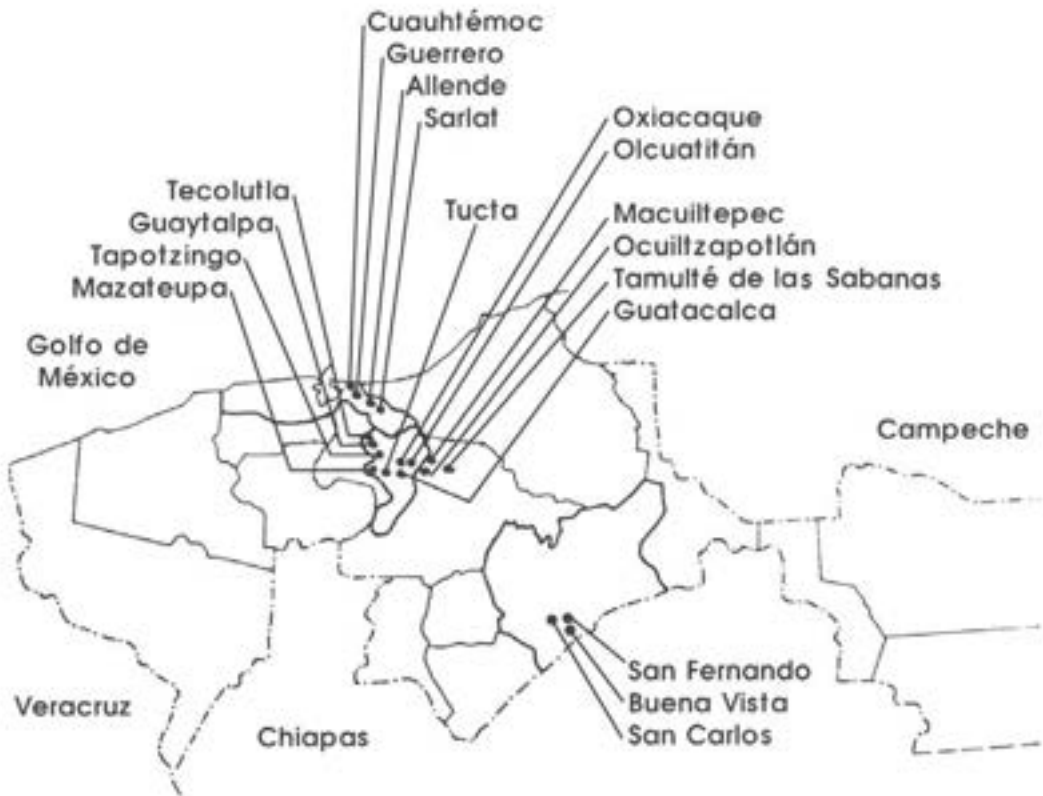 Cuauhtémoc
Guerrero
Allende
Sarlat
Oxiacaque
Olcuatitán
Tecolutla
Guaytalpa
Tapotzingo
Mazateupa
Tucta
Macuiltepec
Ocuiltzapotlán
Tamulté de las Sabanas
Guatacalca
Golfo de
México
Campeche
San Fernando
Buena Vista
San Carlos
Veracruz
Chiapas